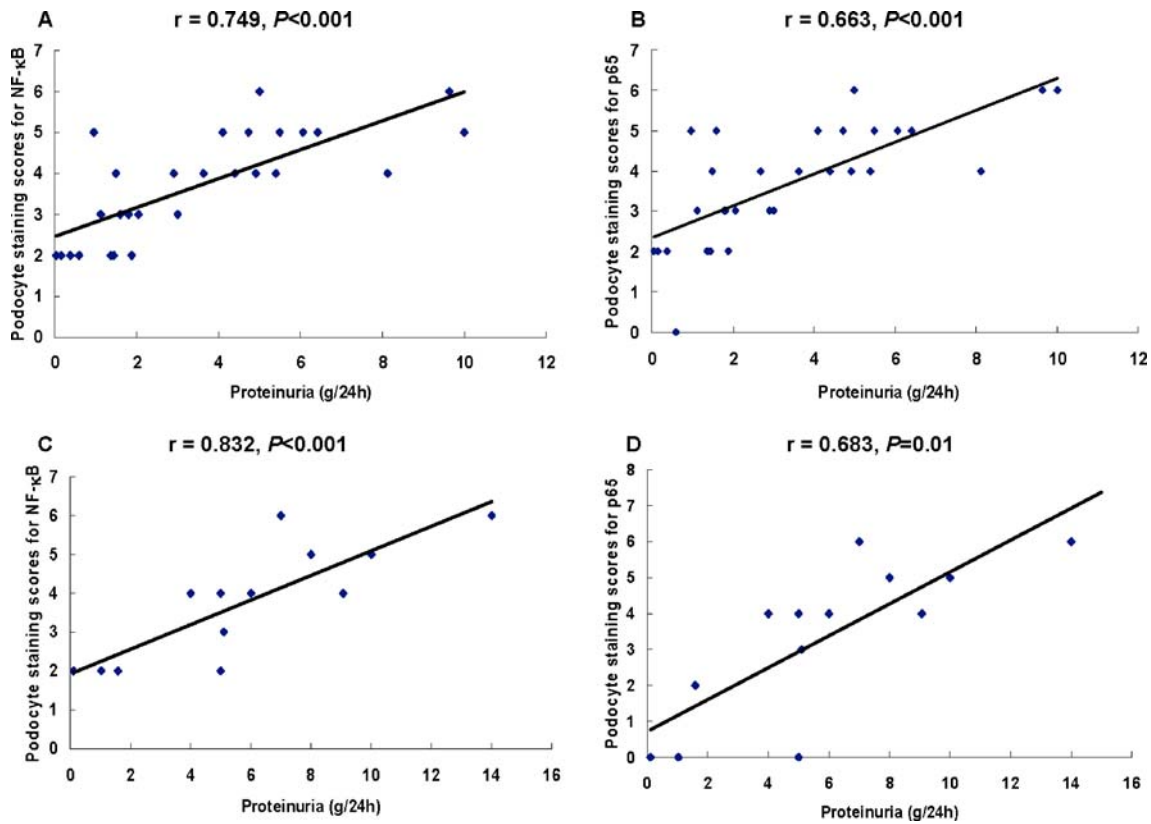 A
r = 0.749, P<0.001
Podocyte staining scores for NF-κB
7
6
5
4
3
2
1
0
0 2 4 6 8 10 12
Proteinuria (g/24h)
B
r = 0.663, P<0.001
Podocyte staining scores for p65
7
6
5
4
3
2
1
0
0 2 4 6 8 10 12
Proteinuria (g/24h)
C
r = 0.832, P<0.001
Podocyte staining scores for NF-κB
7
6
5
4
3
2
1
0
0 2 4 6 8 10 12 14 16
Proteinuria (g/24h)
D
r = 0.683, P=0.01
Podocyte staining scores for p65
8
7
6
5
4
3
2
1
0
0 2 4 6 8 10 12 14 16
Proteinuria (g/24h)